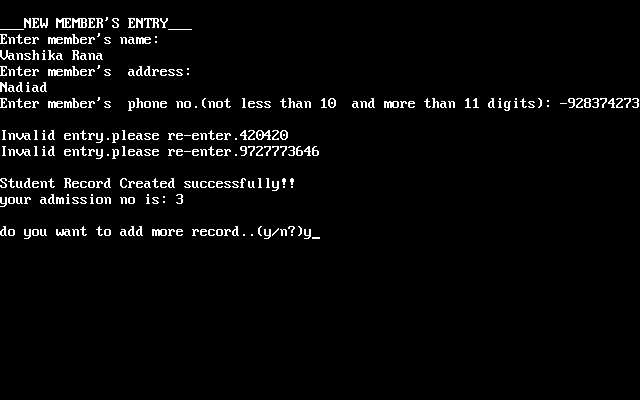 ___NEW MEMBER'S ENTRY___
Enter member's name:
Vanshika Rana
Enter member's  address:
Nadiad
Enter member's  phone no.(not less than 10  and more than 11 digits): -928374273
Invalid entry.please re-enter.420420
Invalid entry.please re-enter.9727773646
Student Record Created successfully!!
your admission no is: 3
do you want to add more record..(y/n?)y_